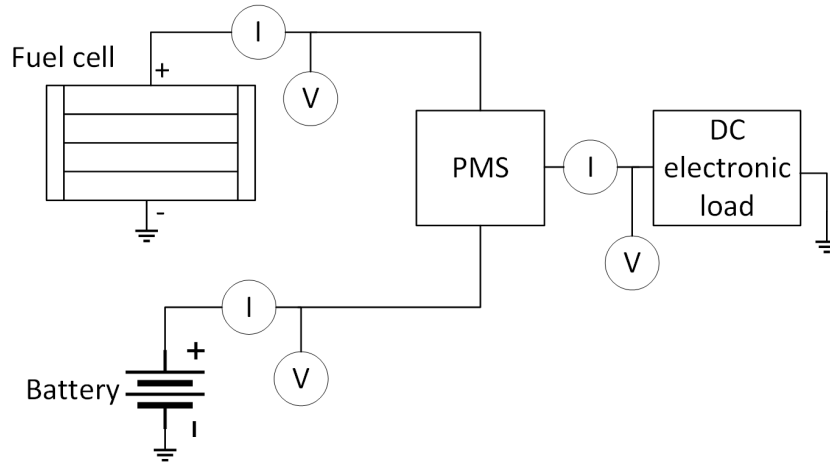 I
Fuel cell
+
V
-
PMS
I
DC
electronic
load
V
I
V
+
Battery
I